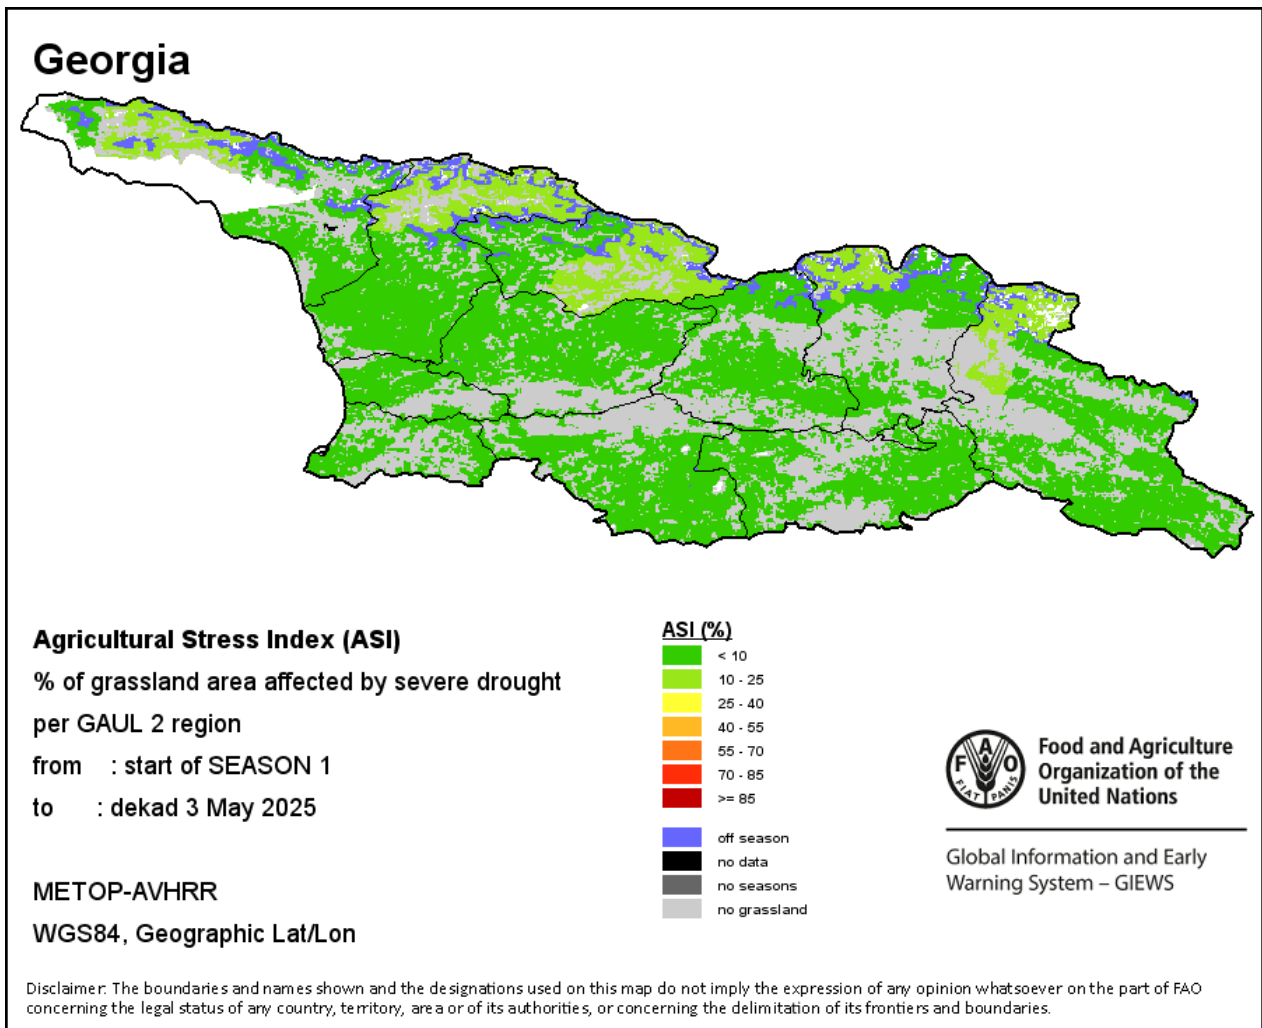 Georgia
Agricultural Stress Index (ASI)
% of grassland area affected by severe drought
per GAUL 2 region
from : start of SEASON 1
to : dekad 3 May 2025
METOP-AVHRR
WGS84, Geographic Lat/Lon
ASI (%)
< 10
10 - 25
25 - 40
40 - 55
55 - 70
70 - 85
>= 85
off season
no data
no seasons
no grassland
F A O
FIAT PANIS
Food and Agriculture
Organization of the
United Nations
Global Information and Early
Warning System – GIEWS
Disclaimer: The boundaries and names shown and the designations used on this map do not imply the expression of any opinion whatsoever on the part of FAO
concerning the legal status of any country, territory, area or of its authorities, or concerning the delimitation of its frontiers and boundaries.